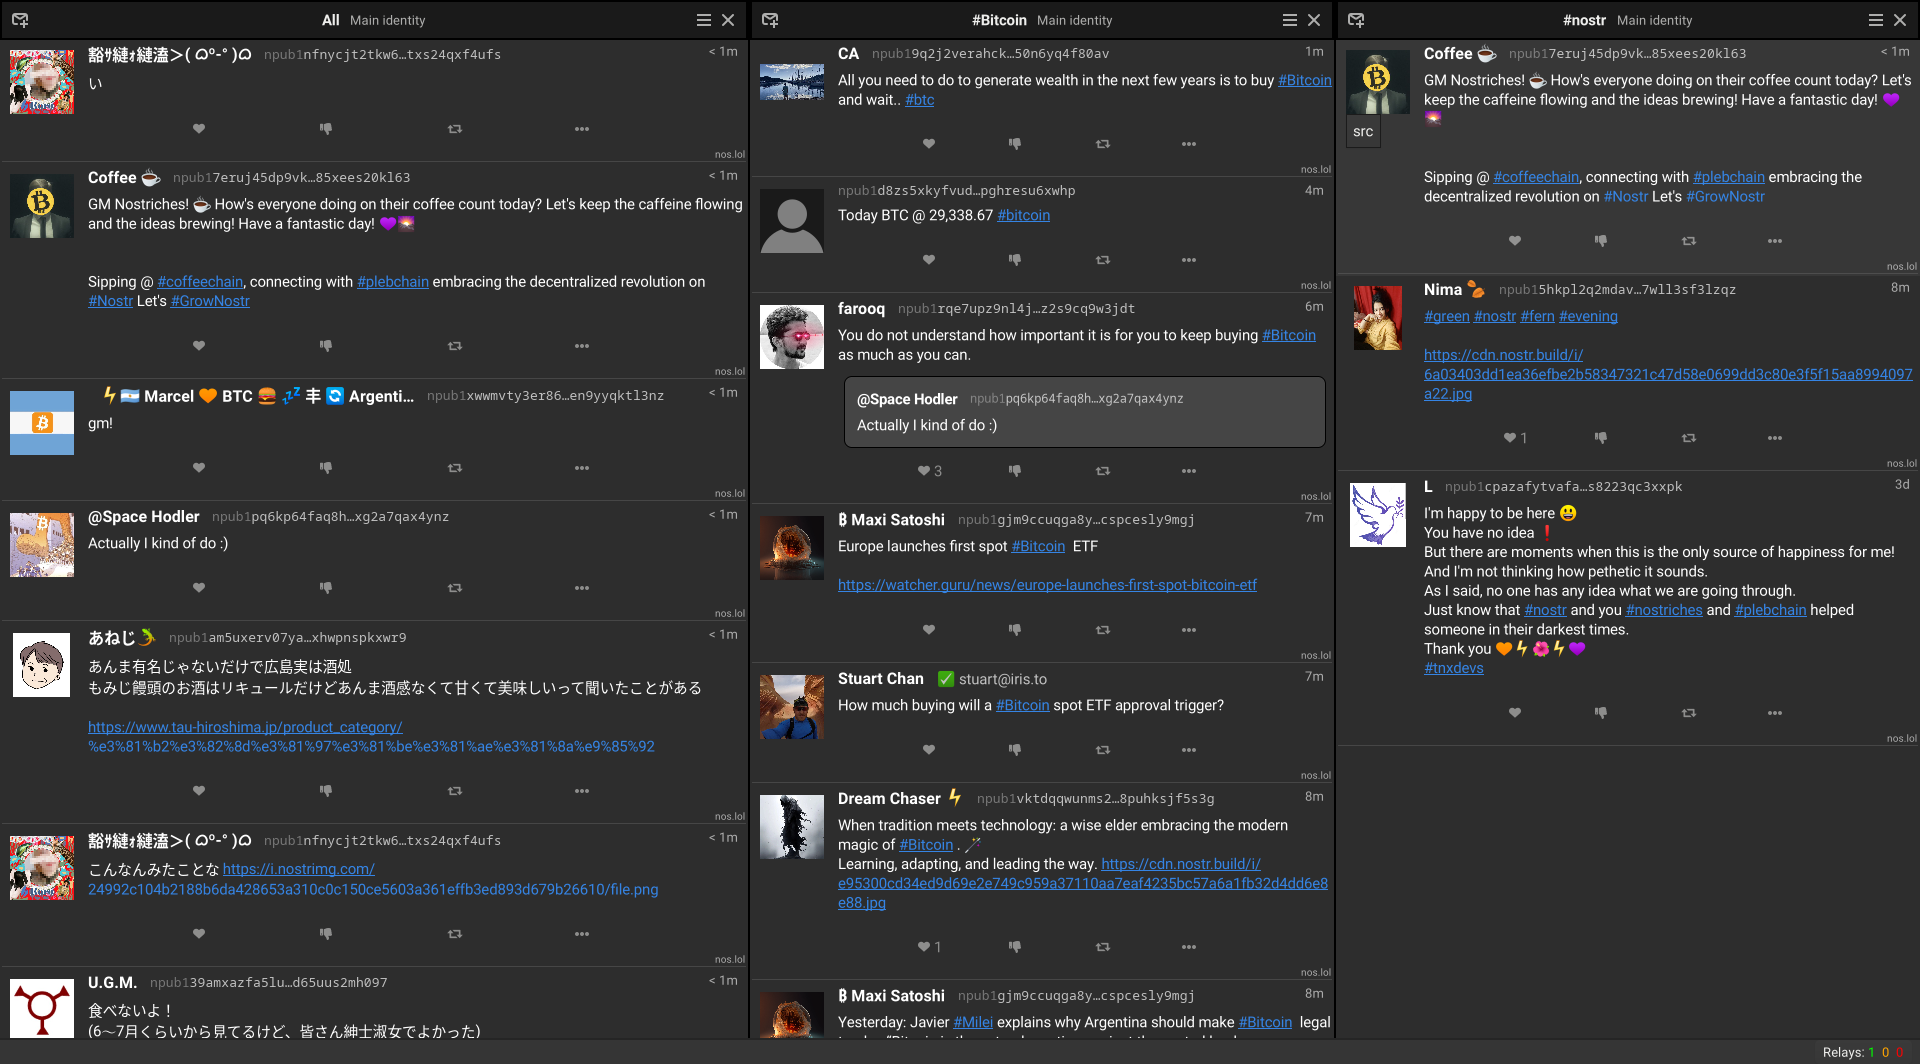 All Main identity
豁ｻ縺ｫ縺溘＞( ᓀº-ﾟ)ᓀ npub1nfnycjt2tkw6…txs24qxf4ufs < 1m
い
nos.lol
Coffee ☕ npub17eruj45dp9vk…85xees20kl63 < 1m
GM Nostriches! ☕ How's everyone doing on their coffee count today? Let's keep the caffeine flowing
and the ideas brewing! Have a fantastic day! 💜🌅
Sipping @ #coffeechain, connecting with #plebchain embracing the decentralized revolution on
#Nostr Let's #GrowNostr
nos.lol
⚡🇦🇷 Marcel 🧡 BTC 🍔 💤 丰 🔄 Argenti… npub1xwwmvty3er86…en9yyqktl3nz < 1m
gm!
nos.lol
@Space Hodler npub1pq6kp64faq8h…xg2a7qax4ynz < 1m
Actually I kind of do :)
nos.lol
あねじ🦎 npub1am5uxerv07ya…xhwpnspkxwr9 < 1m
あんま有名じゃないだけで広島実は酒処
もみじ饅頭のお酒はリキュールだけどあんま酒感なくて甘くて美味しいって聞いたことがある
https://www.tau-hiroshima.jp/product_category/
%e3%81%b2%e3%82%8d%e3%81%97%e3%81%be%e3%81%ae%e3%81%8a%e9%85%92
nos.lol
豁ｻ縺ｫ縺溘＞( ᓀº-ﾟ)ᓀ npub1nfnycjt2tkw6…txs24qxf4ufs < 1m
こんなんみたことな https://i.nostrimg.com/
24992c104b2188b6da428653a310c0c150ce5603a361effb3ed893d679b26610/file.png
nos.lol
U.G.M. npub139amxazfa5lu…d65uus2mh097 < 1m
食べないよ！
(6〜7月くらいから見てるけど、皆さん紳士淑女でよかった)
#Bitcoin Main identity
CA npub19q2j2verahck…50n6yq4f80av 1m
All you need to do to generate wealth in the next few years is to buy #Bitcoin
and wait.. #btc
nos.lol
npub1d8zs5xkyfvud…pghresu6xwhp 4m
Today BTC @ 29,338.67 #bitcoin
nos.lol
farooq npub1rqe7upz9nl4j…z2s9cq9w3jdt 6m
You do not understand how important it is for you to keep buying #Bitcoin
as much as you can.
@Space Hodler npub1pq6kp64faq8h…xg2a7qax4ynz
Actually I kind of do :)
3
nos.lol
₿ Maxi Satoshi npub1gjm9ccuqga8y…cspcesly9mgj 7m
Europe launches first spot #Bitcoin ETF
https://watcher.guru/news/europe-launches-first-spot-bitcoin-etf
nos.lol
Stuart Chan ✅ stuart@iris.to 7m
How much buying will a #Bitcoin spot ETF approval trigger?
nos.lol
Dream Chaser ⚡ npub1vktdqqwunms2…8puhksjf5s3g 8m
When tradition meets technology: a wise elder embracing the modern
magic of #Bitcoin . 🪄
Learning, adapting, and leading the way. https://cdn.nostr.build/i/
e95300cd34ed9d69e2e749c959a37110aa7eaf4235bc57a6a1fb32d4dd6e8
e88.jpg
1
nos.lol
₿ Maxi Satoshi npub1gjm9ccuqga8y…cspcesly9mgj 8m
Yesterday: Javier #Milei explains why Argentina should make #Bitcoin legal
#nostr Main identity
Coffee ☕ npub17eruj45dp9vk…85xees20kl63 < 1m
GM Nostriches! ☕ How's everyone doing on their coffee count today? Let's
keep the caffeine flowing and the ideas brewing! Have a fantastic day! 💜
🌅
src
Sipping @ #coffeechain, connecting with #plebchain embracing the
decentralized revolution on #Nostr Let's #GrowNostr
nos.lol
Nima 🍂 npub15hkpl2q2mdav…7wll3sf3lzqz 8m
#green #nostr #fern #evening
https://cdn.nostr.build/i/
6a03403dd1ea36efbe2b58347321c47d58e0699dd3c80e3f5f15aa8994097
a22.jpg
1
nos.lol
L npub1cpazafytvafa…s8223qc3xxpk 3d
I'm happy to be here 😀
You have no idea ❗
But there are moments when this is the only source of happiness for me!
And I'm not thinking how pethetic it sounds.
As I said, no one has any idea what we are going through.
Just know that #nostr and you #nostriches and #plebchain helped
someone in their darkest times.
Thank you 🧡⚡🌺⚡💜
#tnxdevs
nos.lol
Relays: 1 0 0